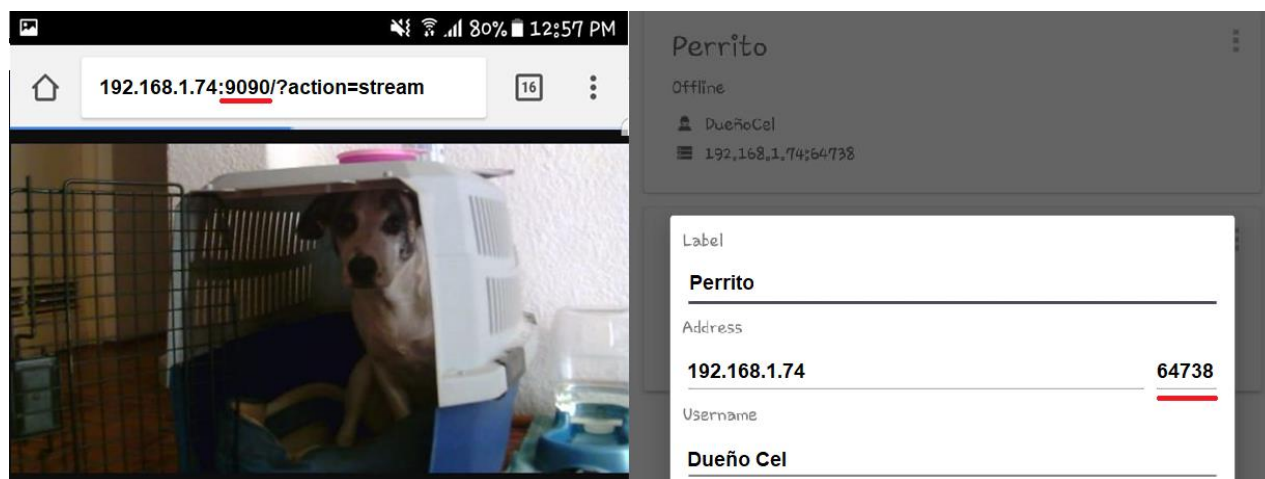 80% 12:57 PM
192.168.1.74:9090/?action=stream
16
Perrito
Offline
DueñoCel
192.168.1.74:64738
Label
Perrito
Address
192.168.1.74 64738
Username
Dueño Cel